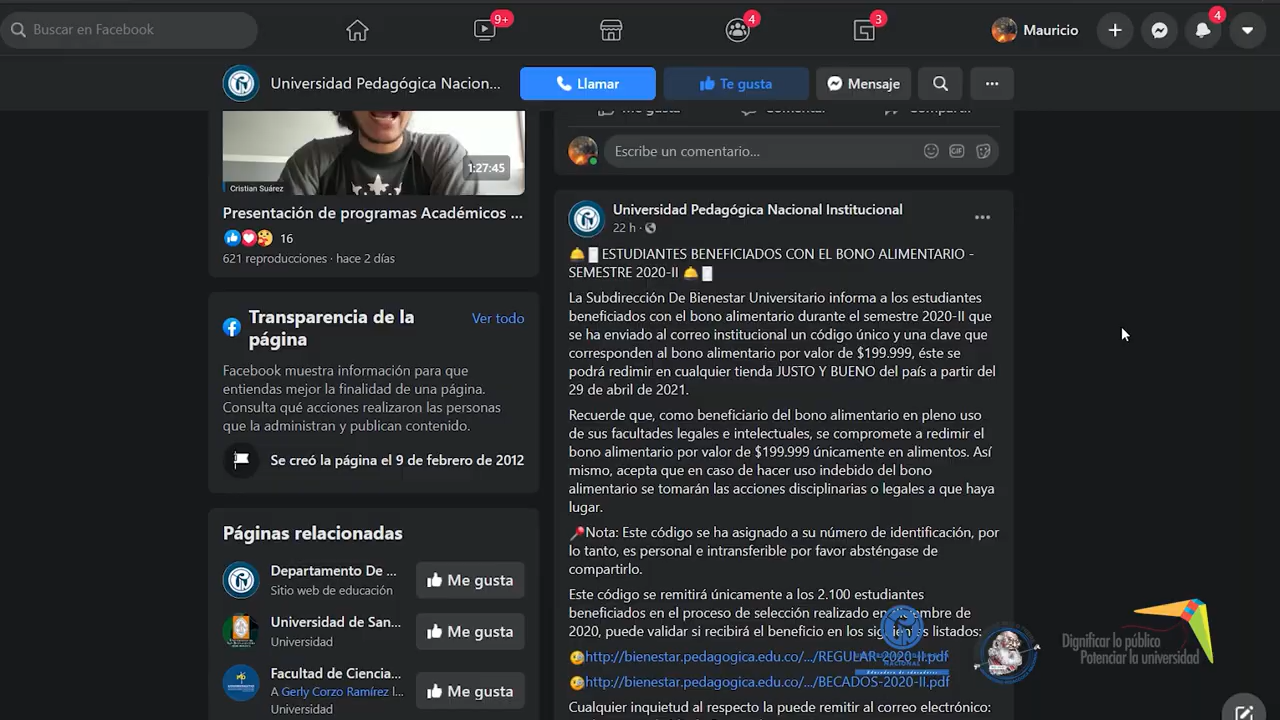 Buscar en Facebook
9+
4
3
Mauricio
4
Universidad Pedagógica Nacion...
Llamar
Te gusta
Mensaje
1:27:45
Cristian Suárez
Presentación de programas Académicos ...
16
621 reproducciones · hace 2 días
Transparencia de la página
Ver todo
Facebook muestra información para que
entiendas mejor la finalidad de una página.
Consulta qué acciones realizaron las personas
que la administran y publican contenido.
Se creó la página el 9 de febrero de 2012
Páginas relacionadas
Departamento De ...
Sitio web de educación
Me gusta
Universidad de San...
Universidad
Me gusta
Facultad de Ciencia...
A Gerly Corzo Ramírez l...
Universidad
Me gusta
Me gusta
Comentar
Compartir
Escribe un comentario...
GIF
Universidad Pedagógica Nacional Institucional
22 h ·
ESTUDIANTES BENEFICIADOS CON EL BONO ALIMENTARIO -
SEMESTRE 2020-II
La Subdirección De Bienestar Universitario informa a los estudiantes
beneficiados con el bono alimentario durante el semestre 2020-II que
se ha enviado al correo institucional un código único y una clave que
corresponden al bono alimentario por valor de $199.999, éste se
podrá redimir en cualquier tienda JUSTO Y BUENO del país a partir del
29 de abril de 2021.
Recuerde que, como beneficiario del bono alimentario en pleno uso
de sus facultades legales e intelectuales, se compromete a redimir el
bono alimentario por valor de $199.999 únicamente en alimentos. Así
mismo, acepta que en caso de hacer uso indebido del bono
alimentario se tomarán las acciones disciplinarias o legales a que haya
lugar.
Nota: Este código se ha asignado a su número de identificación, por
lo tanto, es personal e intransferible por favor absténgase de
compartirlo.
Este código se remitirá únicamente a los 2.100 estudiantes
beneficiados en el proceso de selección realizado en diciembre de
2020, puede validar si recibirá el beneficio en los siguientes listados:
http://bienestar.pedagogica.edu.co/.../REGULAR-2020-II.pdf
http://bienestar.pedagogica.edu.co/.../BECADOS-2020-II.pdf
Cualquier inquietud al respecto la puede remitir al correo electrónico:
Dignificar lo público
Potenciar la universidad